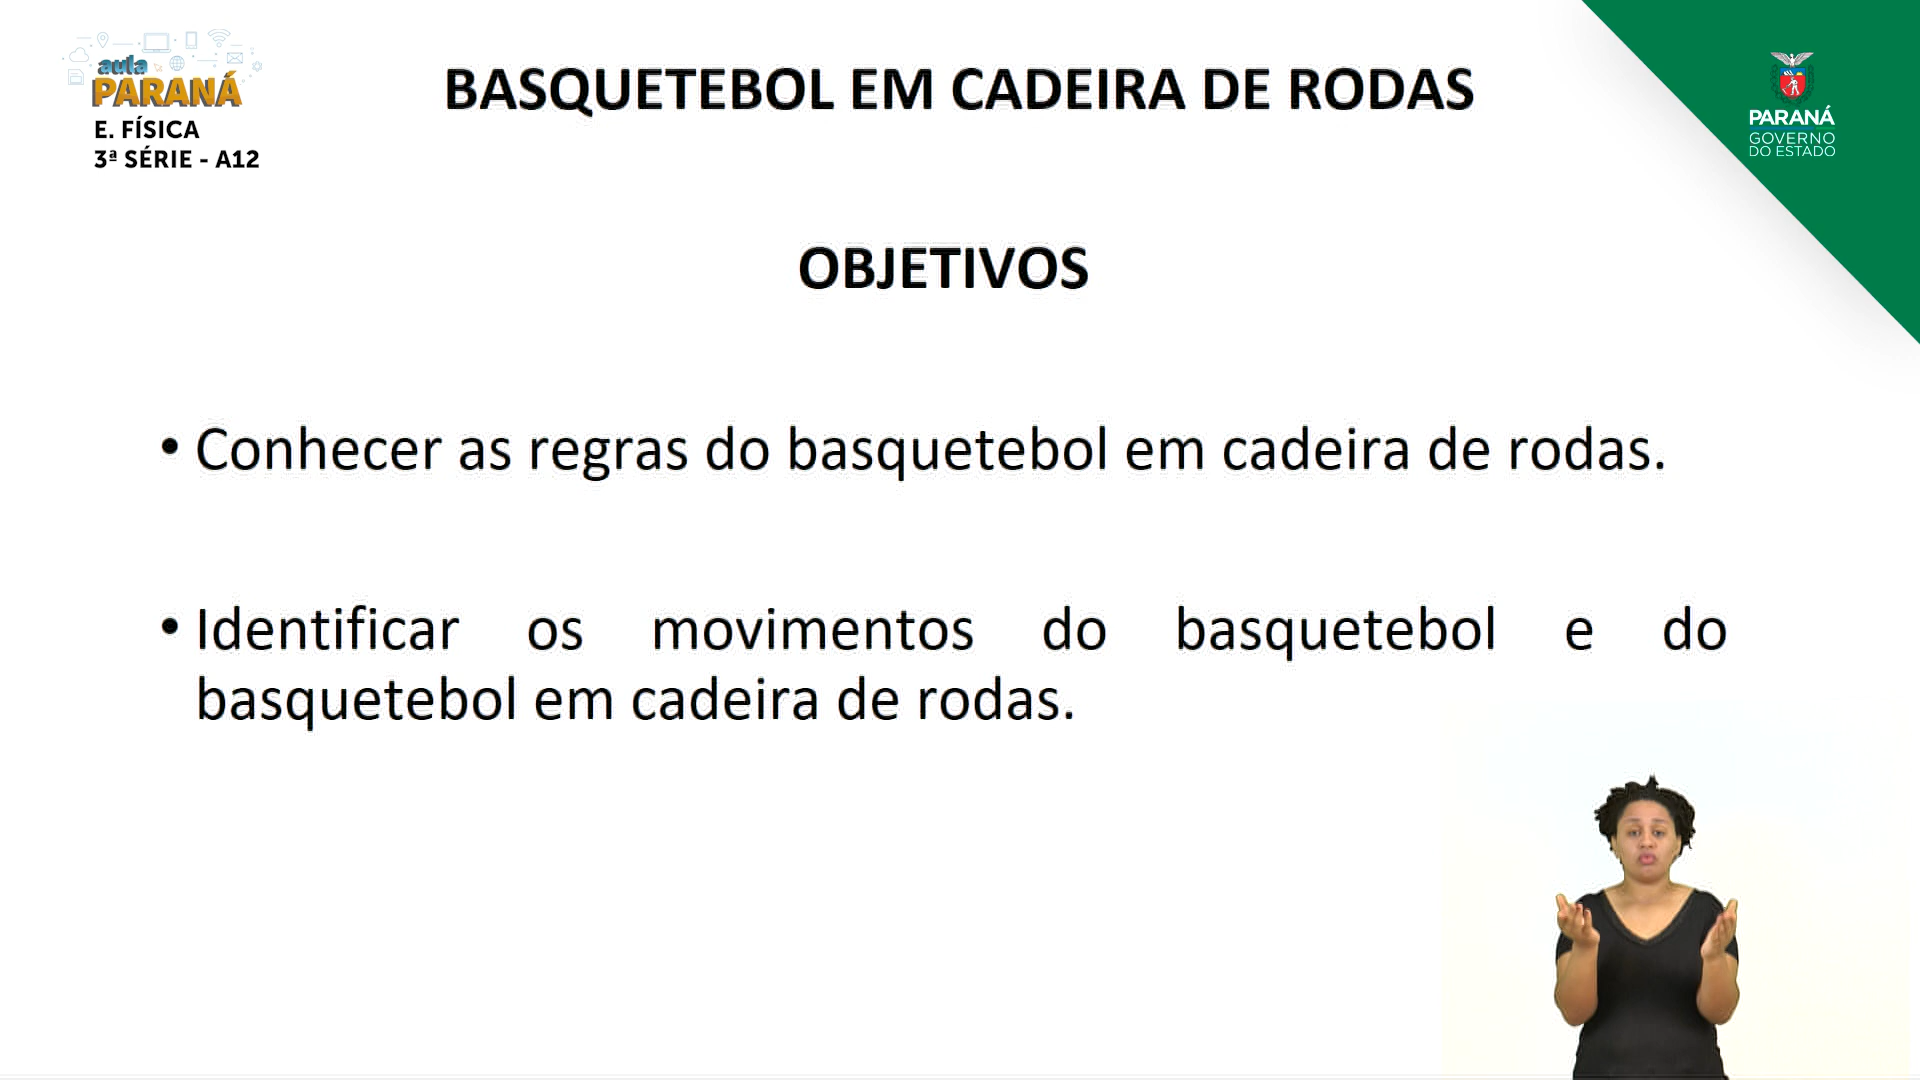 aula
PARANÁ
E. FÍSICA
3ª SÉRIE - A12
BASQUETEBOL EM CADEIRA DE RODAS
PARANÁ
GOVERNO
DO ESTADO
OBJETIVOS
• Conhecer as regras do basquetebol em cadeira de rodas.
• Identificar os movimentos do basquetebol e do
basquetebol em cadeira de rodas.